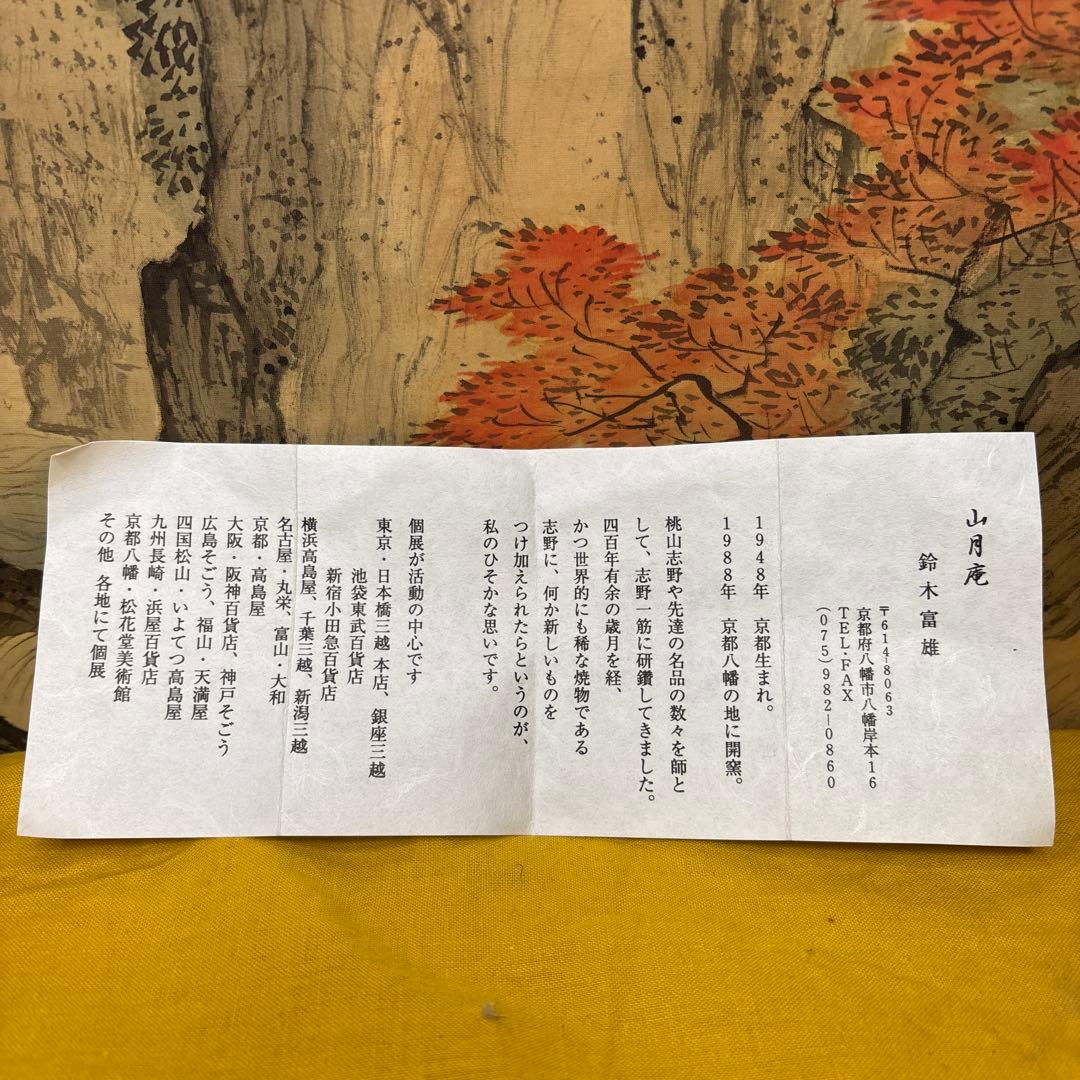 山月庵
鈴木富雄
〒614-8063
京都府八幡市八幡岸本16
TEL・FAX
(075)982-0860
1948年 京都生まれ。
1988年 京都八幡の地に開窯。
桃山志野や先達の名品の数々を師と
して、志野一筋に研鑽してきました。
四百年有余の歳月を経、
かつ世界的にも稀な焼物である
志野に、何か新しいものを
つけ加えられたらというのが、
私のひそかな思いです。
個展が活動の中心です
東京・日本橋三越 本店、銀座三越
池袋東武百貨店
新宿小田急百貨店
横浜高島屋、千葉三越、新潟三越
名古屋・丸栄、富山・大和
京都・高島屋
大阪・阪神百貨店、神戸そごう
広島そごう、福山・天満屋
四国松山・いよてつ高島屋
九州長崎・浜屋百貨店
京都八幡・松花堂美術館
その他 各地にて個展